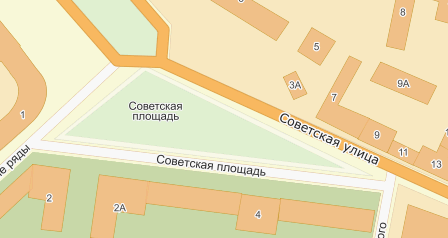 8
5
3А
7
9А
Советская
площадь
Советская улица
1
9
11
13
ие ряды
Советская площадь
2
2А
4
ого